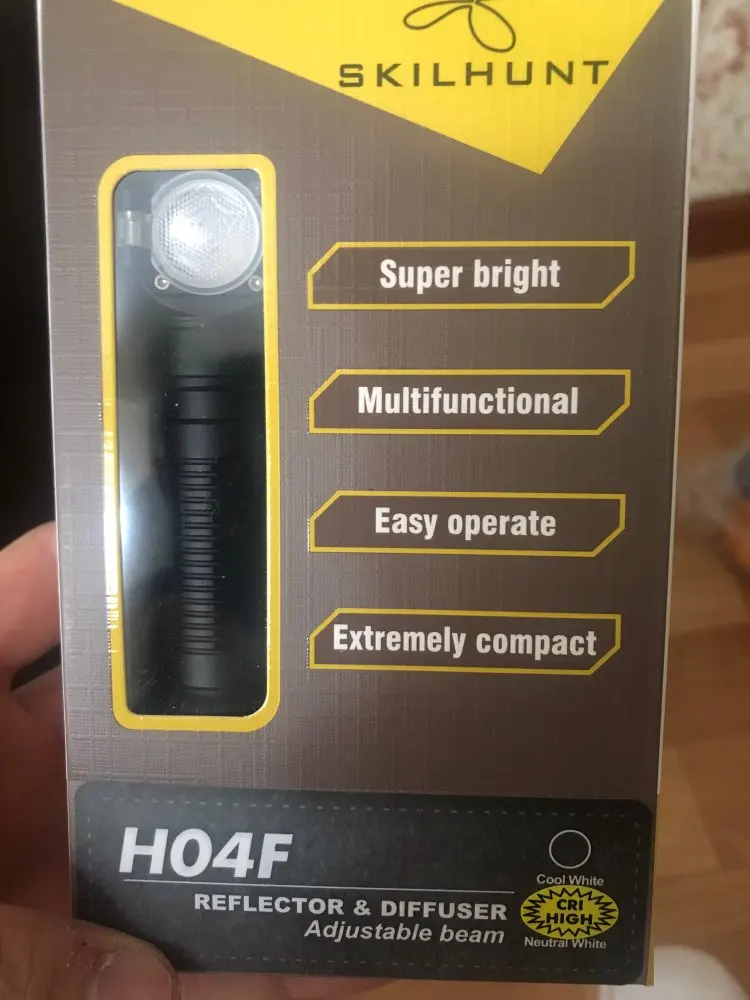 SKILHUNT
Super bright
Multifunctional
Easy operate
Extremely compact
H04F
REFLECTOR & DIFFUSER
Adjustable beam
Cool White
CRI
HIGH
Neutral White